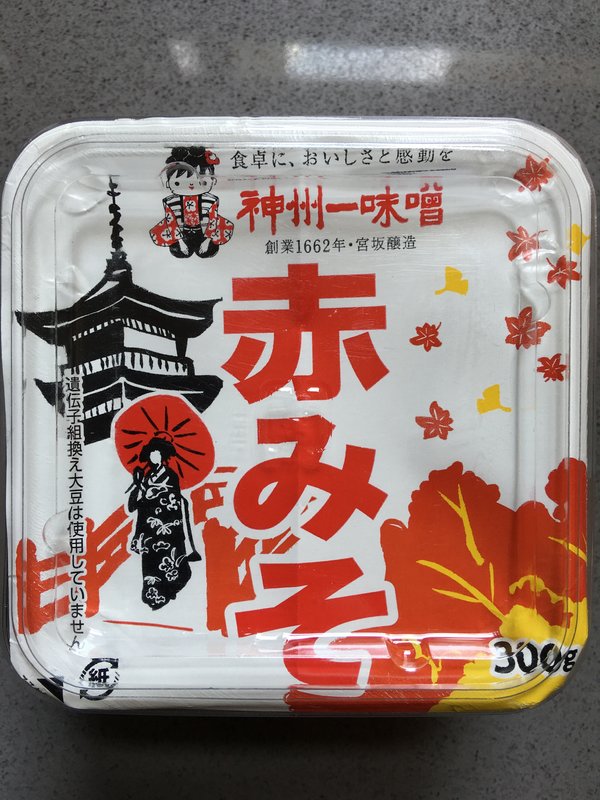 食卓に、おいしさと感動を
神州一味噌
創業1662年・宮坂醸造
赤みそ
遺伝子組換え大豆は使用していません
紙
300g